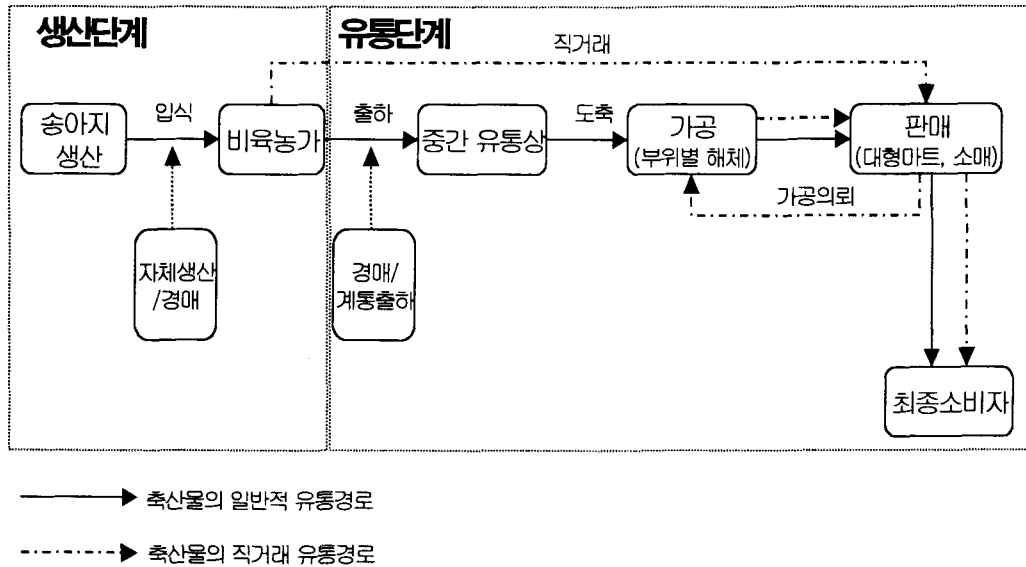 생산단계
유통단계
직거래
송아지
생산
입식
비육농가
출하
중간 유통상
도축
가공
(부위별 해체)
판매
(대형마트, 소매)
가공의뢰
자체생산
/경매
경매/
계통출하
최종소비자
축산물의 일반적 유통경로
축산물의 직거래 유통경로